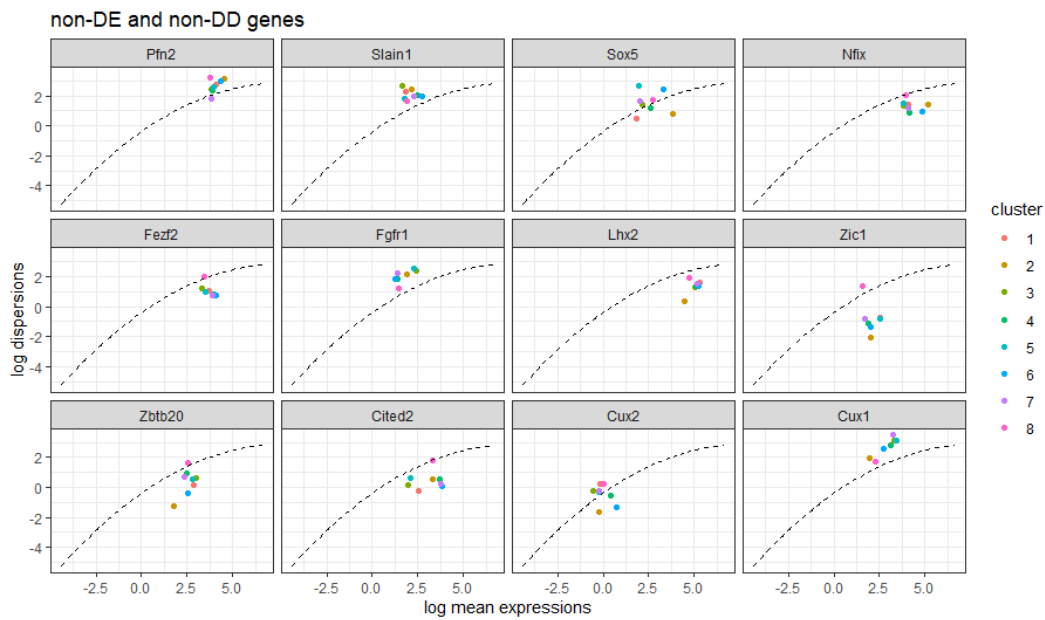 non-DE and non-DD genes
Pfn2
Slain1
Sox5
Nfix
2
0
-2
-4
Fezf2
Fgfr1
Lhx2
Zic1
2
0
-2
-4
log dispersions
Zbtb20
Cited2
Cux2
Cux1
2
0
-2
-4
-2.5 0.0 2.5 5.0
-2.5 0.0 2.5 5.0
-2.5 0.0 2.5 5.0
-2.5 0.0 2.5 5.0
log mean expressions
cluster
1
2
3
4
5
6
7
8